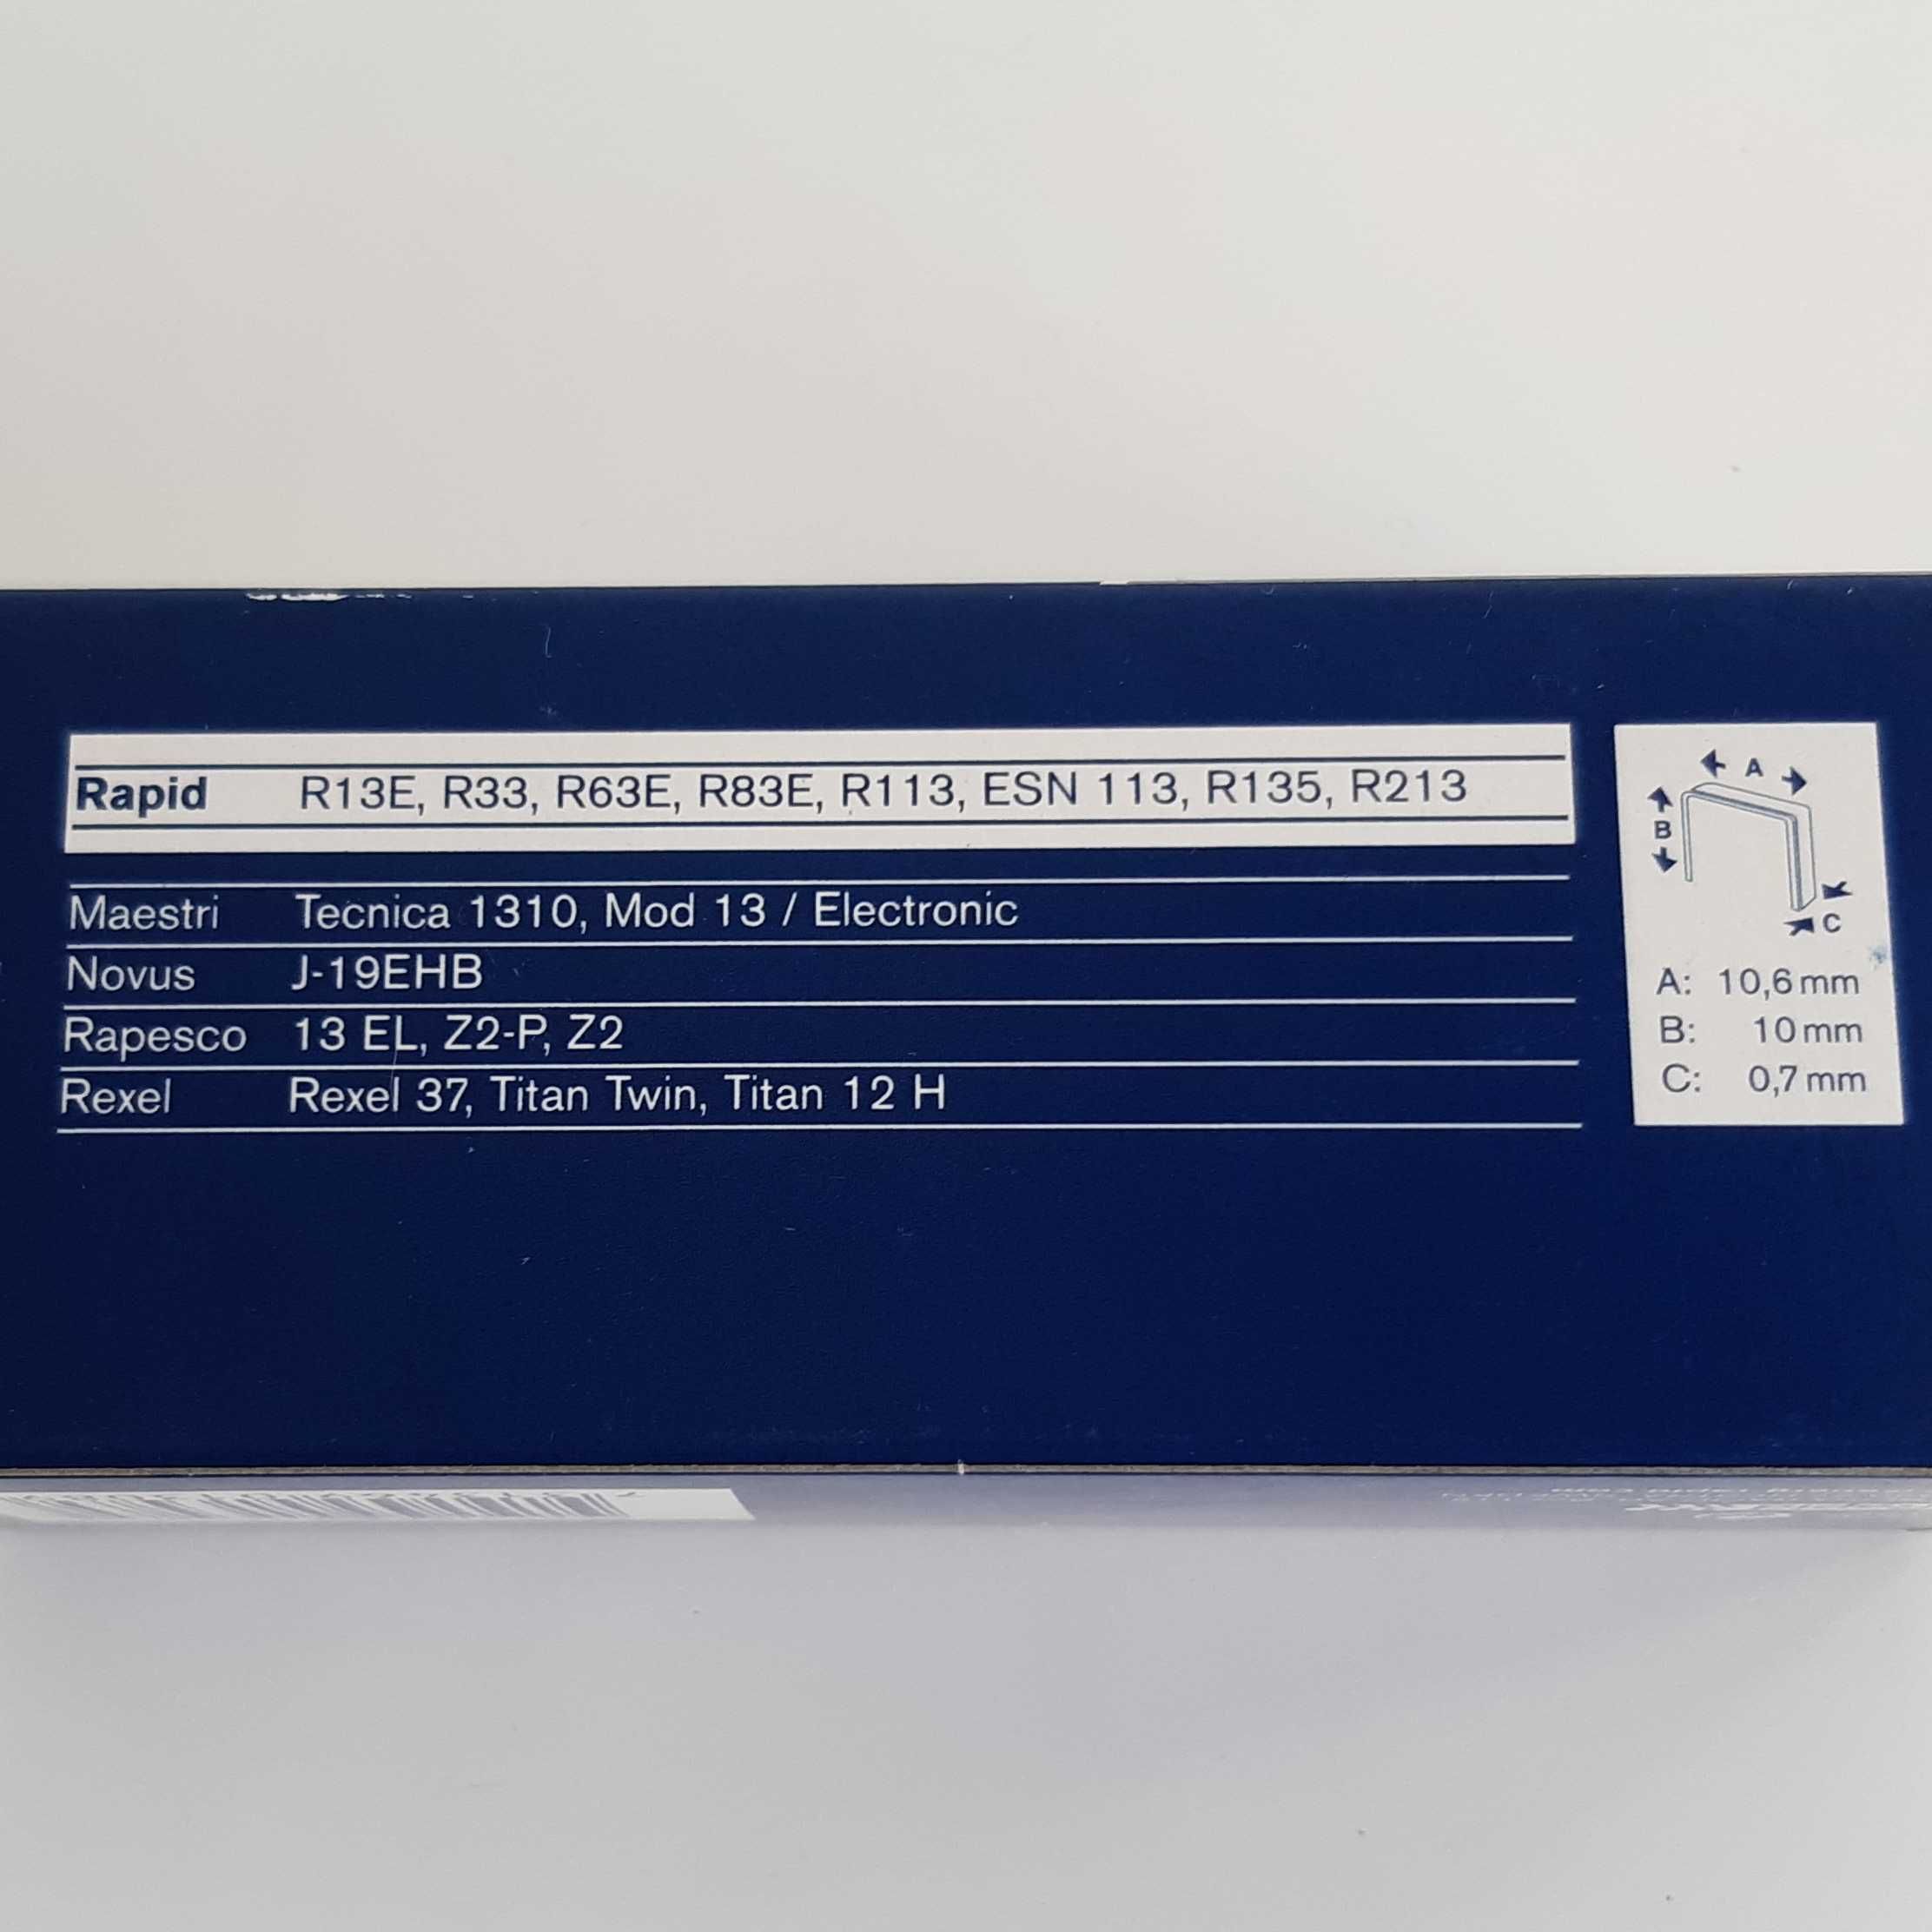 Rapid R13E, R33, R63E, R83E, R113, ESN 113, R135, R213
Maestri Tecnica 1310, Mod 13 / Electronic
Novus J-19EHB
Rapesco 13 EL, Z2-P, Z2
Rexel Rexel 37, Titan Twin, Titan 12 H
A
B
C
A: 10,6 mm
B: 10 mm
C: 0,7 mm